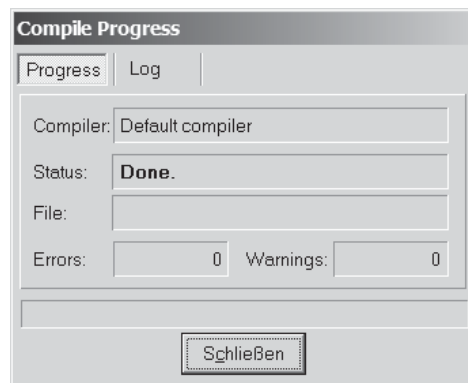 Compile Progress
Progress Log
Compiler: Default compiler
Status: Done.
File:
Errors: 0 Warnings: 0
Schließen